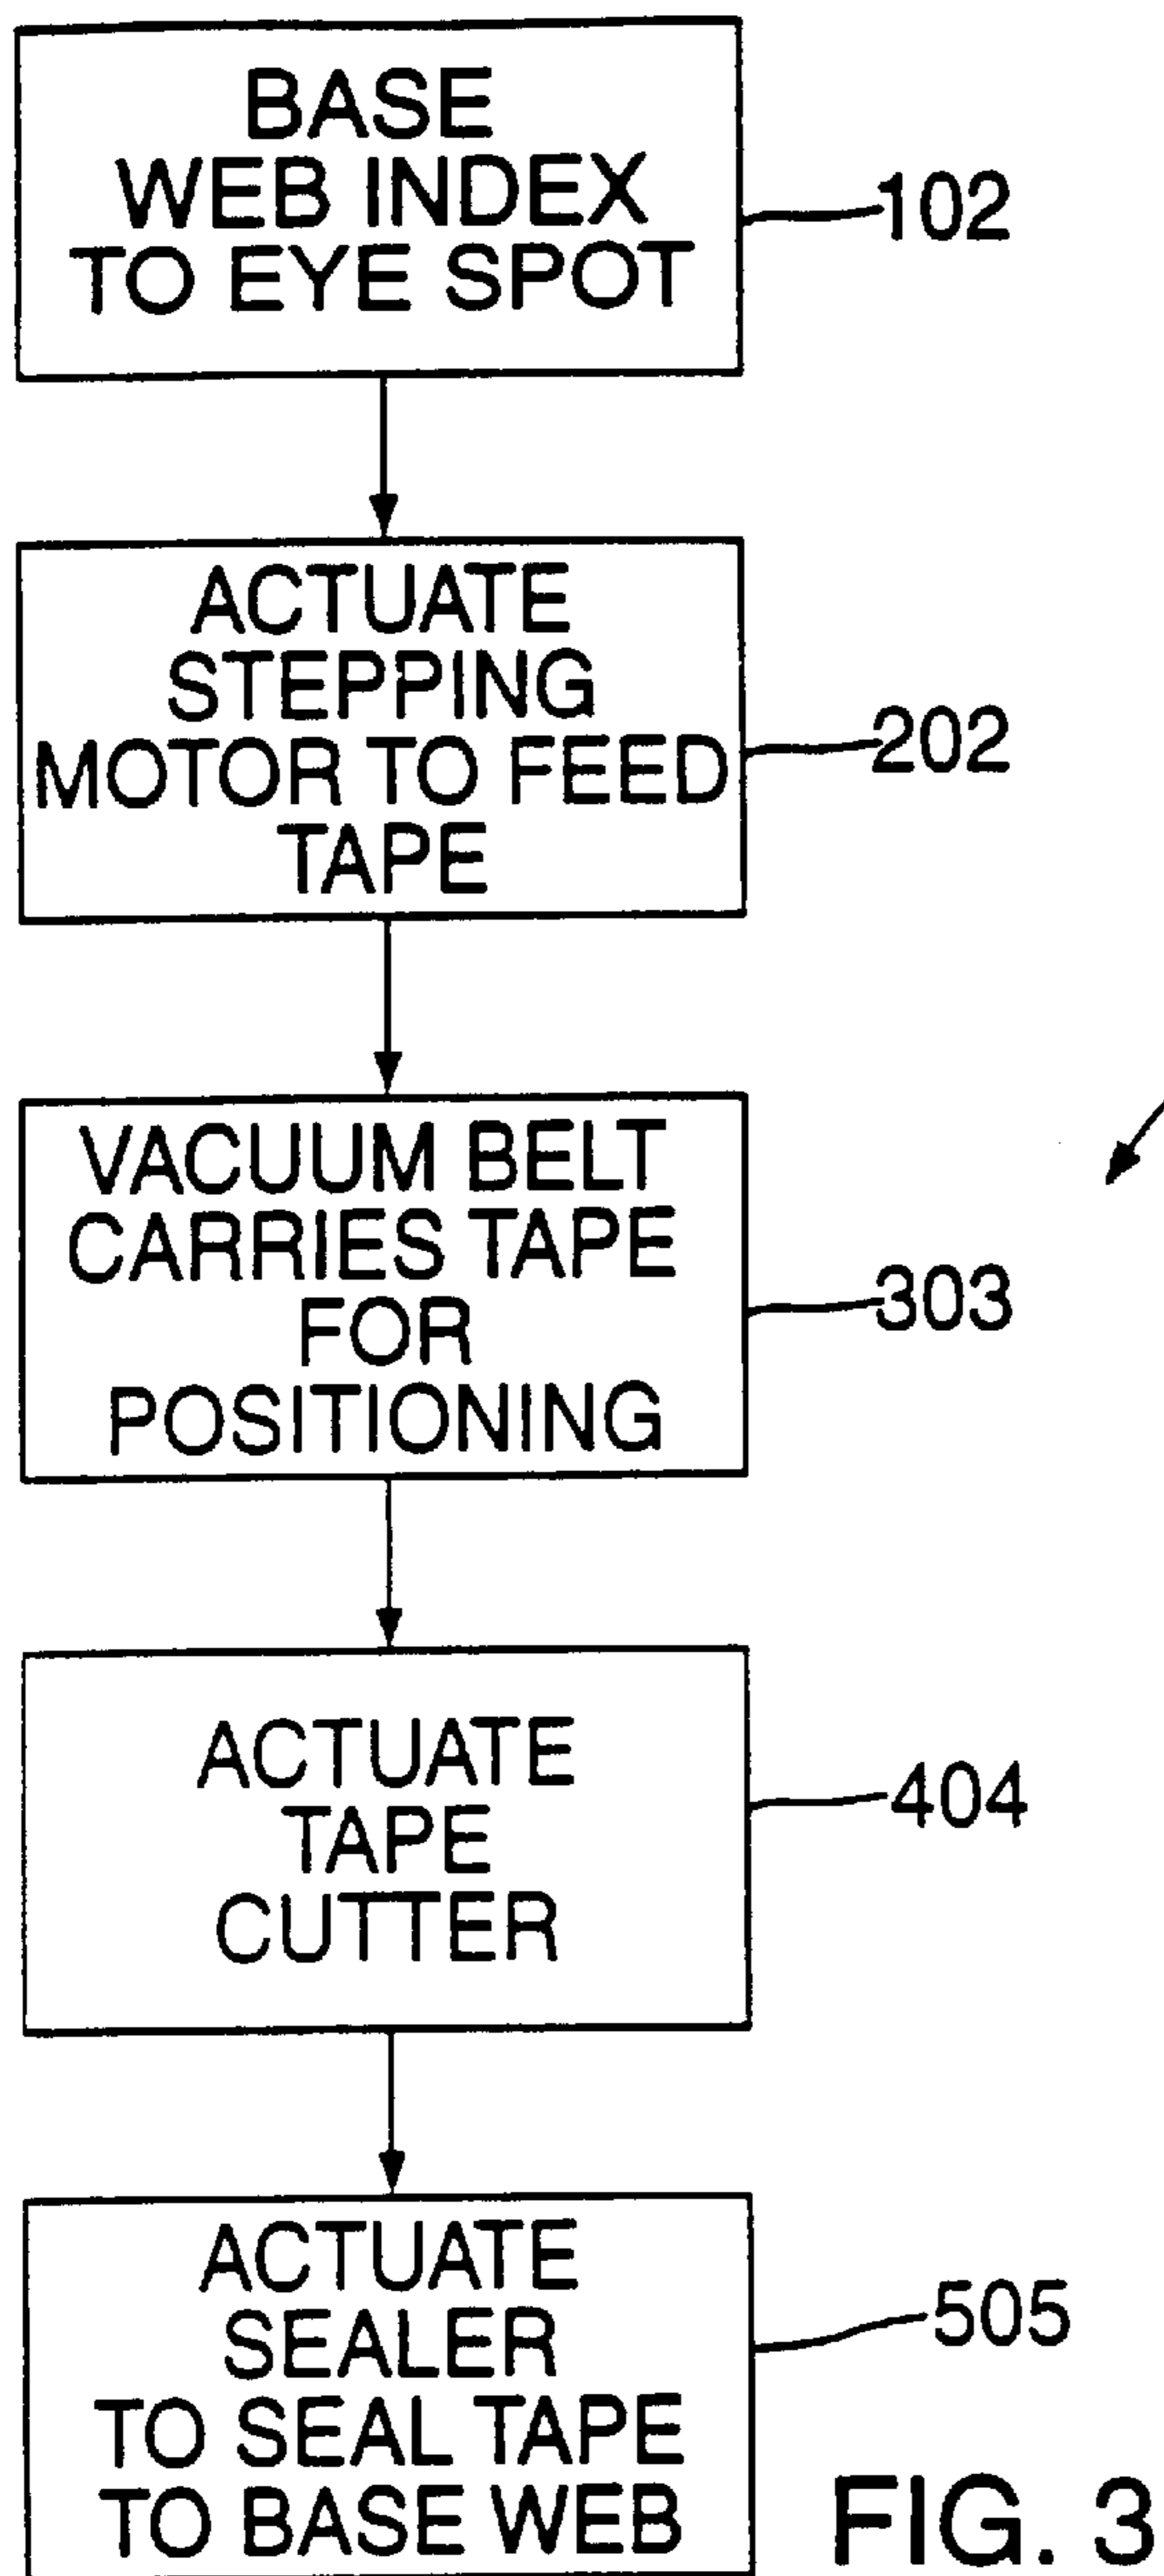 BASE
WEB INDEX
TO EYE SPOT
102
ACTUATE
STEPPING
MOTOR TO FEED
TAPE
202
VACUUM BELT
CARRIES TAPE
FOR
POSITIONING
303
ACTUATE
TAPE
CUTTER
404
ACTUATE
SEALER
TO SEAL TAPE
TO BASE WEB
505
FIG. 3